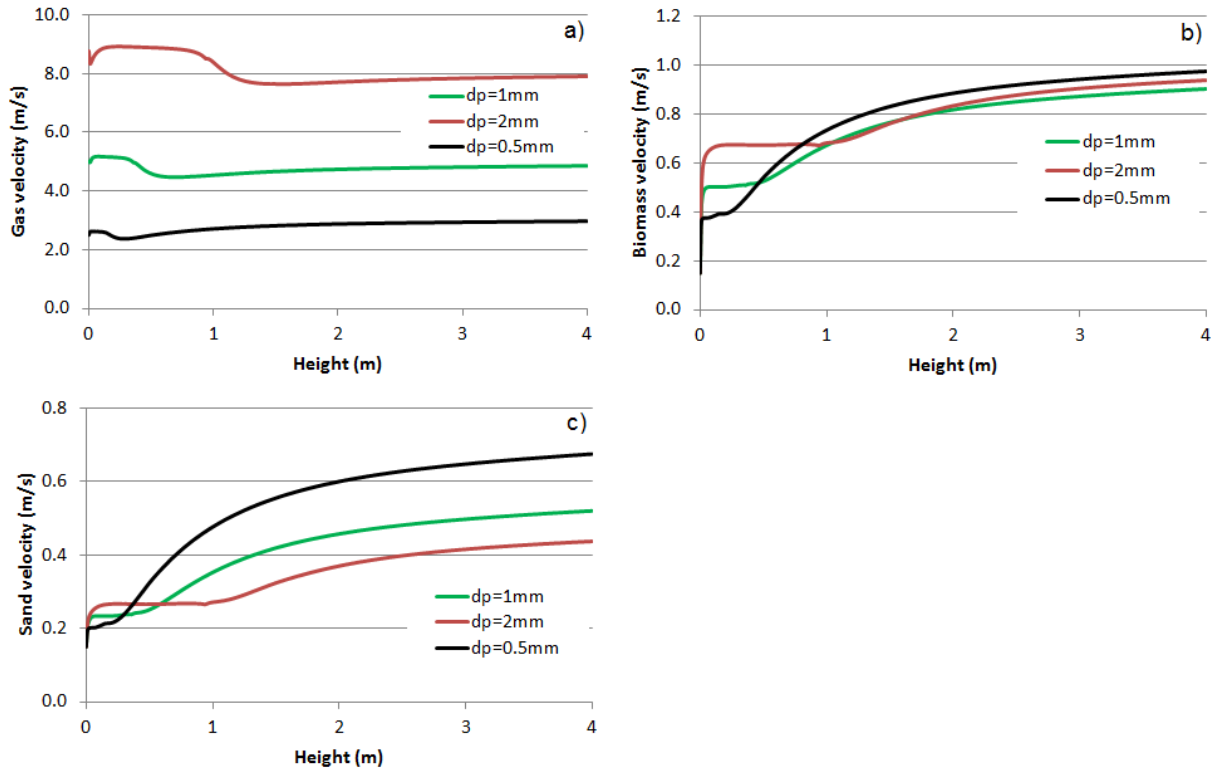 a)
Gas velocity (m/s)
10.0
8.0
6.0
4.0
2.0
0.0
dp=1mm
dp=2mm
dp=0.5mm
0 1 2 3 4
Height (m)
b)
Biomass velocity (m/s)
1.2
1.0
0.8
0.6
0.4
0.2
0.0
dp=1mm
dp=2mm
dp=0.5mm
0 1 2 3 4
Height (m)
c)
Sand velocity (m/s)
0.8
0.6
0.4
0.2
0.0
dp=1mm
dp=2mm
dp=0.5mm
0 1 2 3 4
Height (m)